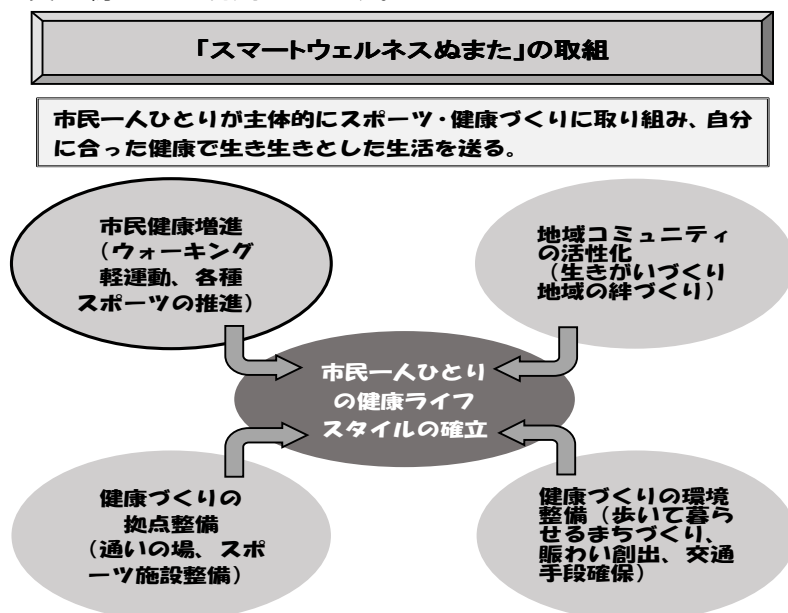 「スマートウェルネスぬまた」の取組
市民一人ひとりが主体的にスポーツ・健康づくりに取り組み、自分
に合った健康で生き生きとした生活を送る。
市民健康増進
（ウォーキング
軽運動、各種
スポーツの推進）
地域コミュニティ
の活性化
（生きがいづくり
地域の絆づくり）
市民一人ひとり
の健康ライフ
スタイルの確立
健康づくりの
拠点整備
（通いの場、スポ
ーツ施設整備）
健康づくりの環境
整備（歩いて暮ら
せるまちづくり、
賑わい創出、交通
手段確保）